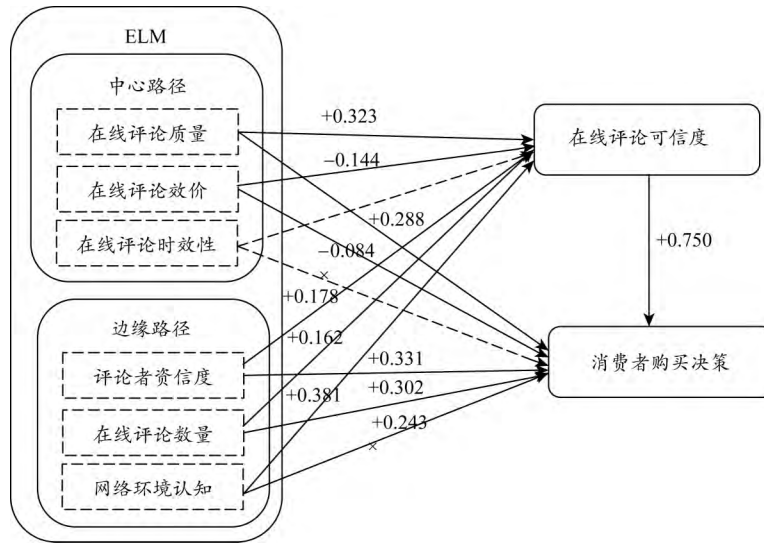 ELM
中心路径
在线评论质量
在线评论效价
在线评论时效性
边缘路径
评论者资信度
在线评论数量
网络环境认知
+0.323
-0.144
+0.288
-0.084
×
+0.178
+0.162
+0.331
+0.381
+0.302
+0.243
×
在线评论可信度
+0.750
消费者购买决策